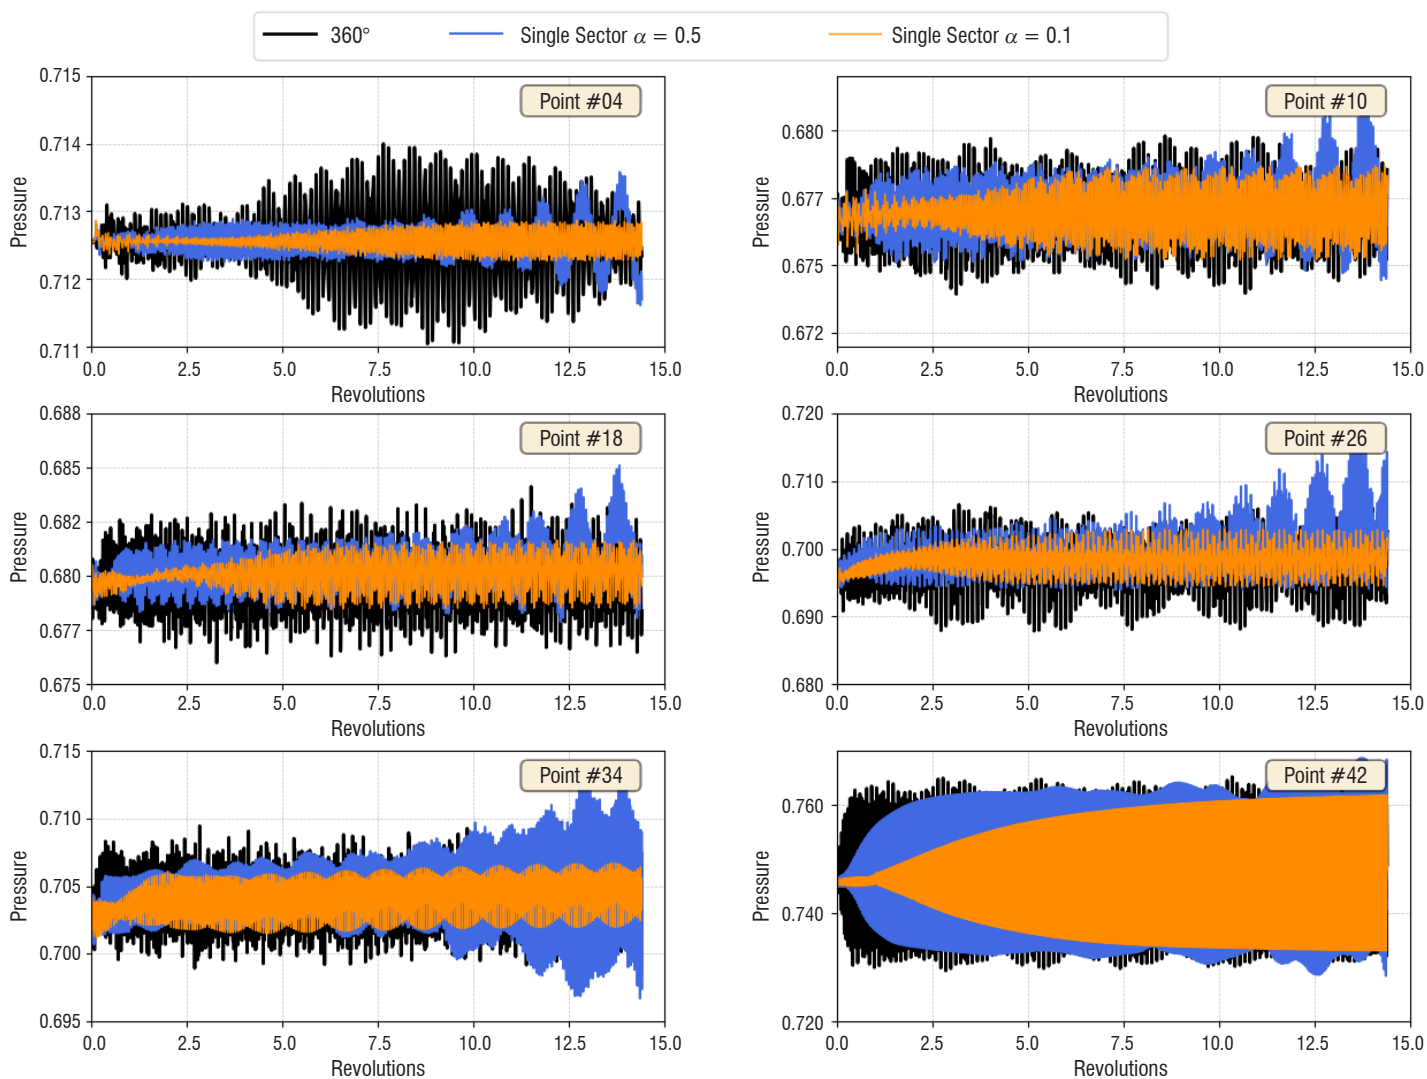 360° Single Sector α = 0.5 Single Sector α = 0.1
Point #04
0.715
0.714
0.713
0.712
0.711
Pressure
0.0 2.5 5.0 7.5 10.0 12.5 15.0
Revolutions
Point #10
0.680
0.677
0.675
0.672
Pressure
0.0 2.5 5.0 7.5 10.0 12.5 15.0
Revolutions
Point #18
0.688
0.685
0.682
0.680
0.677
0.675
Pressure
0.0 2.5 5.0 7.5 10.0 12.5 15.0
Revolutions
Point #26
0.720
0.710
0.700
0.690
0.680
Pressure
0.0 2.5 5.0 7.5 10.0 12.5 15.0
Revolutions
Point #34
0.715
0.710
0.705
0.700
0.695
Pressure
0.0 2.5 5.0 7.5 10.0 12.5 15.0
Revolutions
Point #42
0.760
0.740
0.720
Pressure
0.0 2.5 5.0 7.5 10.0 12.5 15.0
Revolutions